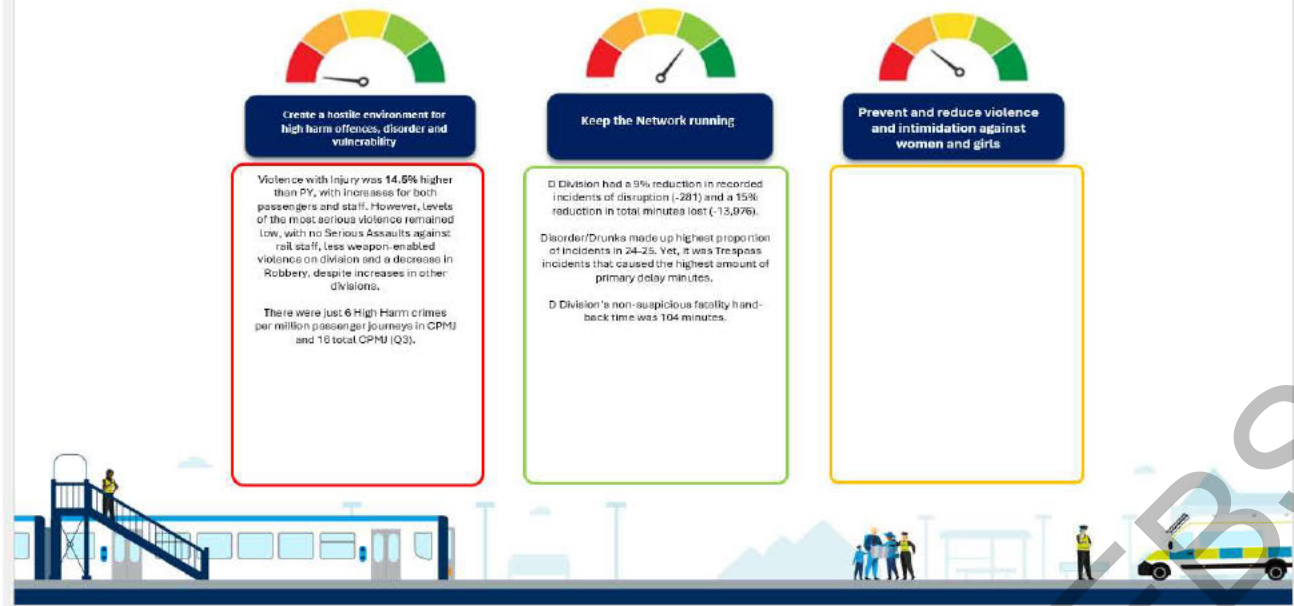 Create a hostile environment for
high harm offences, disorder and
vulnerability
Violence with Injury was 14.5% higher
than PY, with increases for both
passengers and staff. However, levels
of the most serious violence remained
low, with no Serious Assaults against
rail staff, less weapon-enabled
violence on division and a decrease in
Robbery, despite increases in other
divisions.
There were just 6 High Harm crimes
per million passenger journeys in CPMJ
and 16 total CPMJ (Q3).
Keep the Network running
D Division had a 9% reduction in recorded
incidents of disruption (-281) and a 15%
reduction in total minutes lost (-13,976).
Disorder/Drunks made up highest proportion
of incidents in 24-25. Yet, it was Trespass
incidents that caused the highest amount of
primary delay minutes.
D Division's non-suspicious fatality hand-
back time was 104 minutes.
Prevent and reduce violence
and intimidation against
women and girls